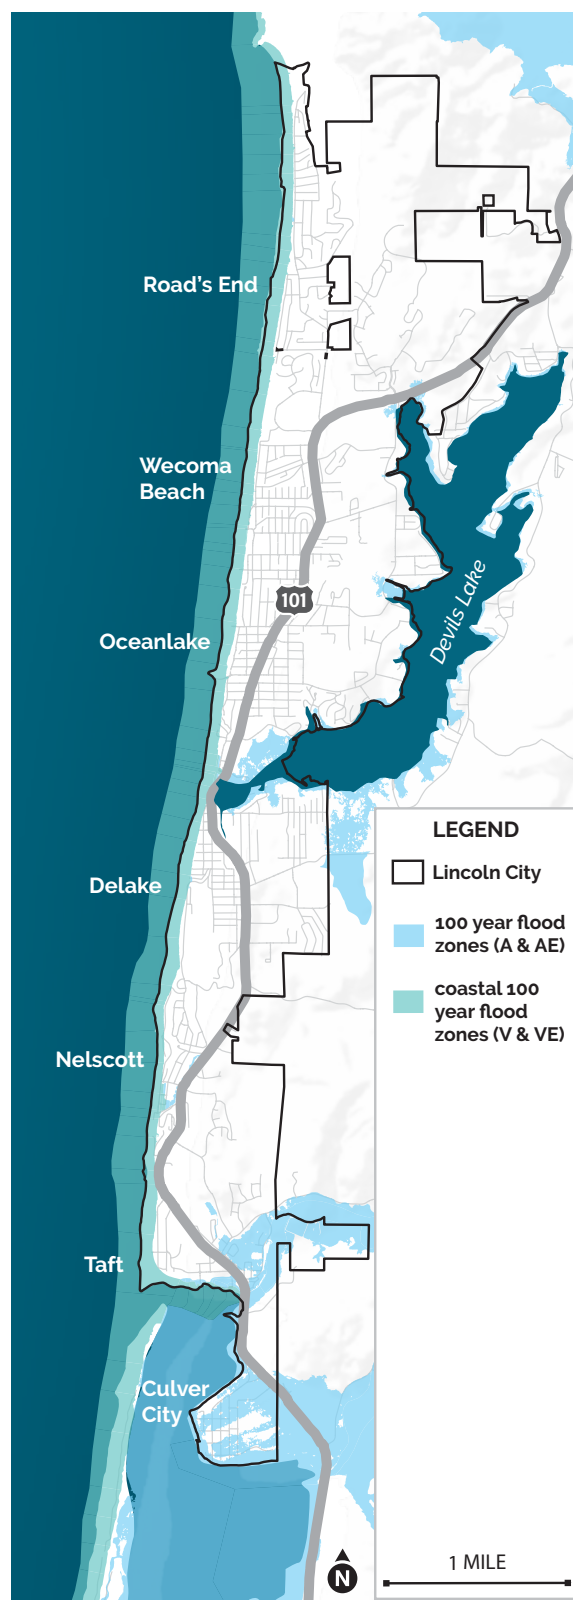 Road's End
Wecoma
Beach
101
Devils Lake
Oceanlake
LEGEND
Lincoln City
100 year flood
zones (A & AE)
coastal 100
year flood
zones (V & VE)
Delake
Nelscott
Taft
Culver
City
N
1 MILE